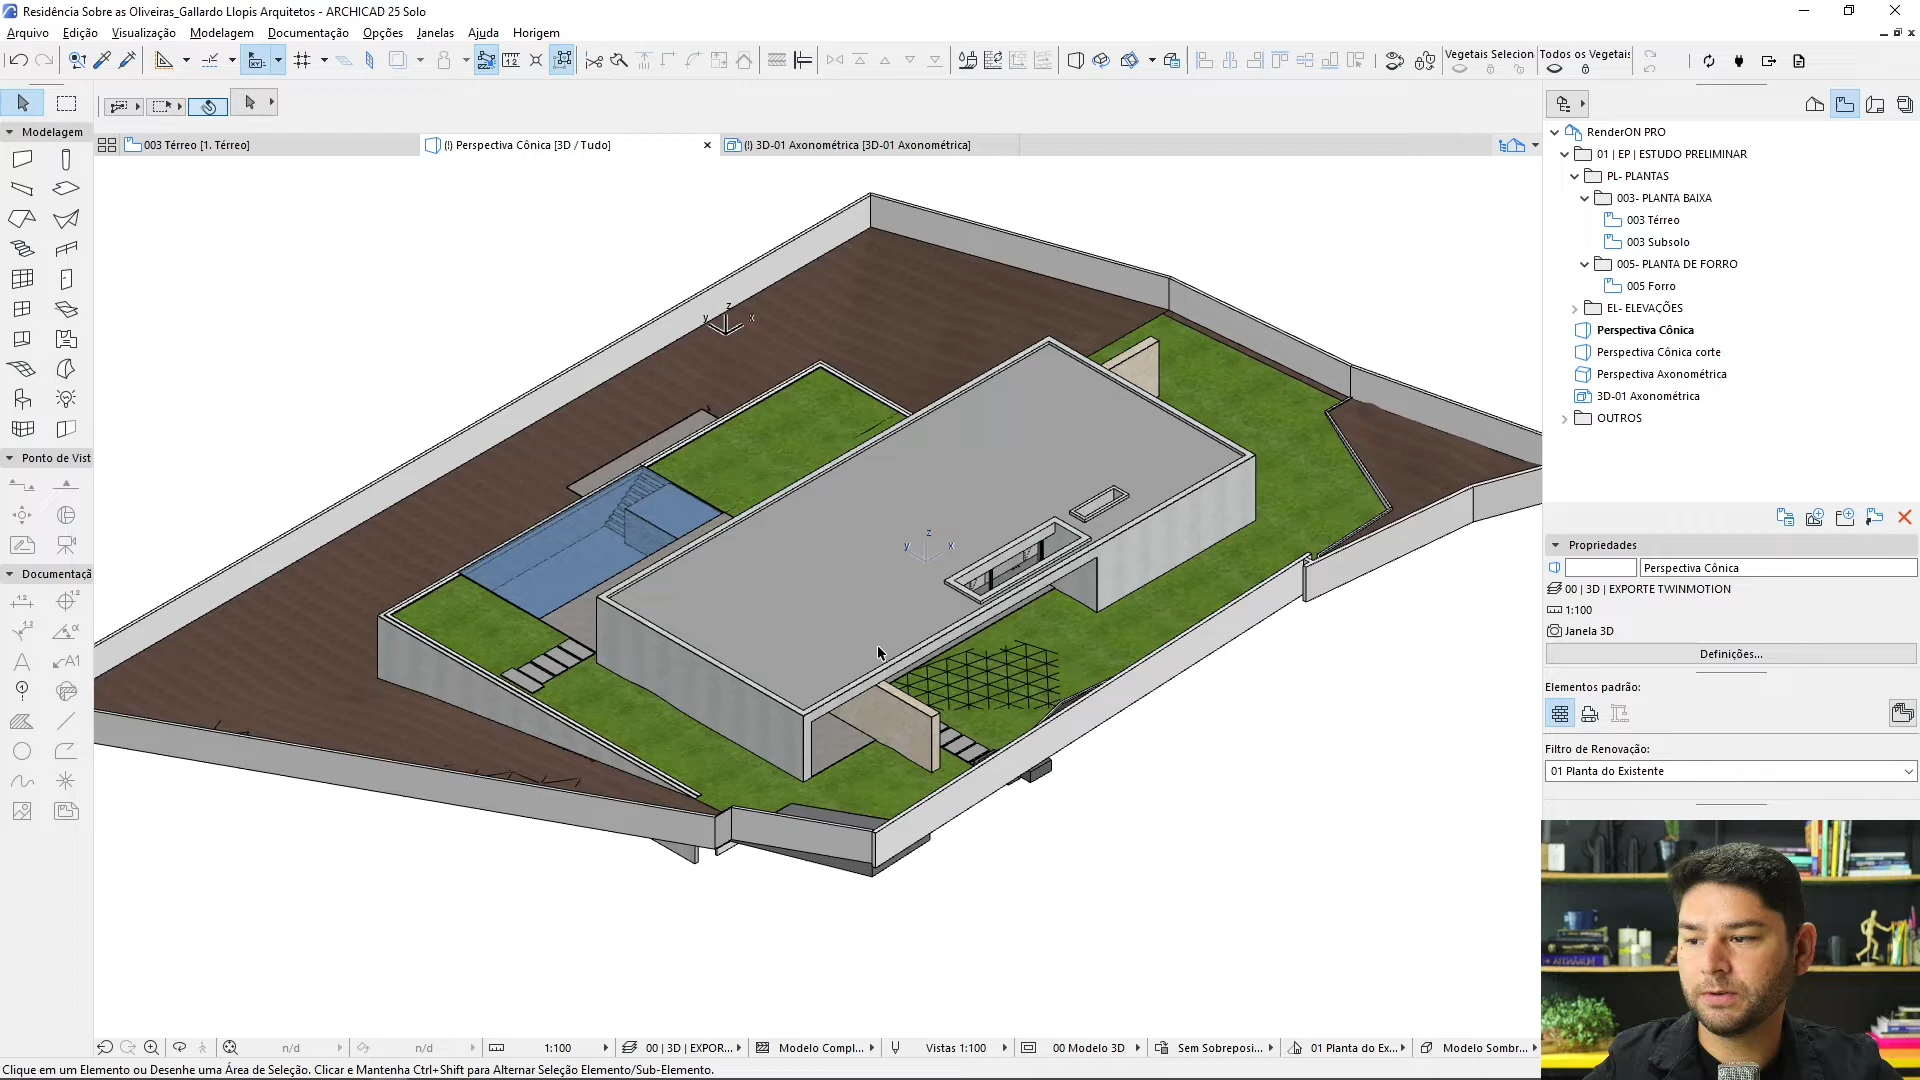 Residência Sobre as Oliveiras_Gallardo Llopis Arquitetos - ARCHICAD 25 Solo
Arquivo Edição Visualização Modelagem Documentação Opções Janelas Ajuda Horigem
Vegetais Selecion Todos os Vegetais
Modelagem
003 Térreo [1. Térreo]
(!) Perspectiva Cônica [3D / Tudo]
(!) 3D-01 Axonométrica [3D-01 Axonométrica]
RenderON PRO
01 | EP | ESTUDO PRELIMINAR
PL- PLANTAS
003- PLANTA BAIXA
003 Térreo
003 Subsolo
005- PLANTA DE FORRO
005 Forro
EL- ELEVAÇÕES
Perspectiva Cônica
Perspectiva Cônica corte
Perspectiva Axonométrica
3D-01 Axonométrica
OUTROS
z
y x
z
y x
Ponto de Vist
Documentaçã
1.2
A A1
Propriedades
Perspectiva Cônica
00 | 3D | EXPORTE TWINMOTION
1:100
Janela 3D
Definições...
Elementos padrão:
Filtro de Renovação:
01 Planta do Existente
n/d n/d 1:100 00 | 3D | EXPOR... Modelo Compl... Vistas 1:100 00 Modelo 3D Sem Sobreposi... 01 Planta do Ex... Modelo Sombr...
Clique em um Elemento ou Desenhe uma Área de Seleção. Clicar e Mantenha Ctrl+Shift para Alternar Seleção Elemento/Sub-Elemento.